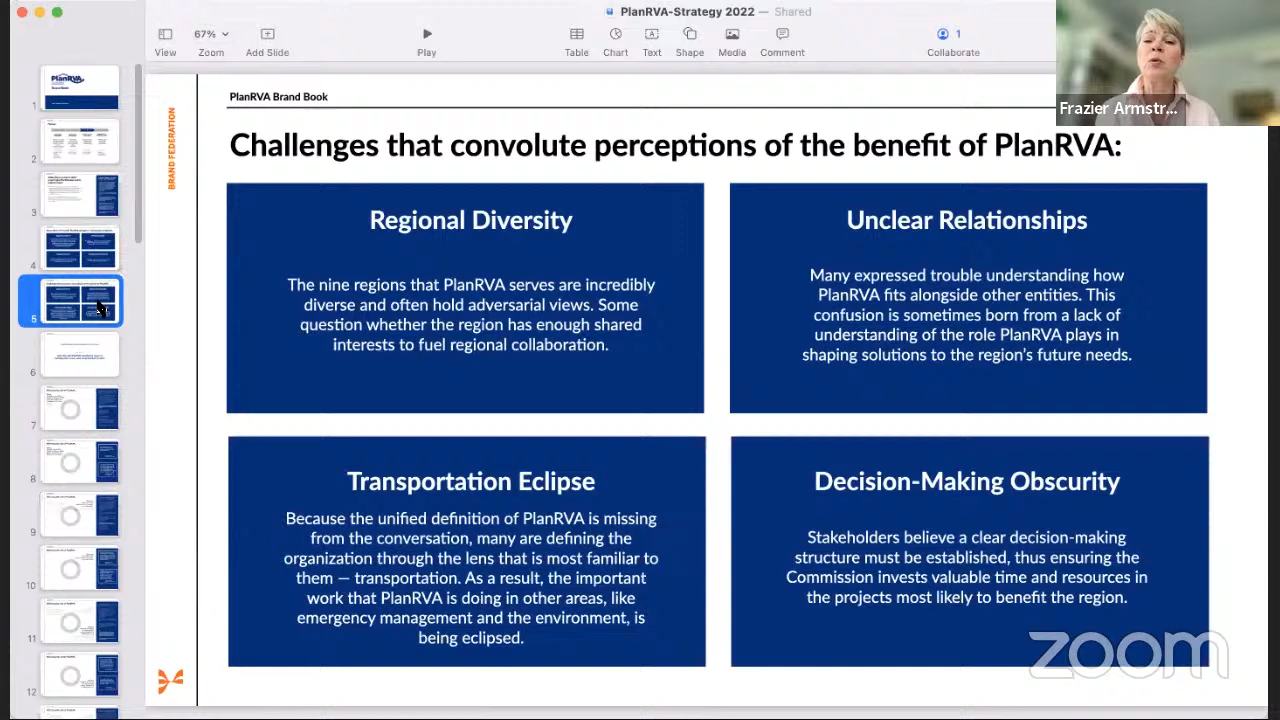 PlanRVA-Strategy 2022 — Shared
67%
View
Zoom
Add Slide
Play
Table
Chart
Text
Shape
Media
Comment
1
Collaborate
Frazier Armstr...
PlanRVA Brand Book
BRAND FEDERATION
Challenges that convolute perceptions of the benefit of PlanRVA:
Regional Diversity
The nine regions that PlanRVA serves are incredibly
diverse and often hold adversarial views. Some
question whether the region has enough shared
interests to fuel regional collaboration.
Unclear Relationships
Many expressed trouble understanding how
PlanRVA fits alongside other entities. This
confusion is sometimes born from a lack of
understanding of the role PlanRVA plays in
shaping solutions to the region's future needs.
Transportation Eclipse
Because the unified definition of PlanRVA is missing
from the conversation, many are defining the
organization through the lens that is most familiar to
them — transportation. As a result, the important
work that PlanRVA is doing in other areas, like
emergency management and the environment, is
being eclipsed.
Decision-Making Obscurity
Stakeholders believe a clear decision-making
structure must be established, thus ensuring the
Commission invests valuable time and resources in
the projects most likely to benefit the region.
zoom
PlanRVA
1
2
3
4
5
6
7
8
9
10
11
12